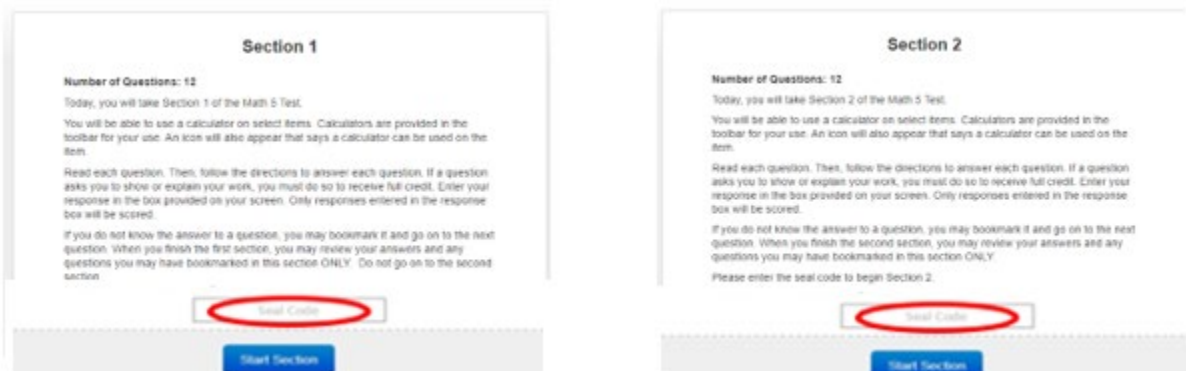 Section 1
Number of Questions: 12
Today, you will take Section 1 of the Math 5 Test.
You will be able to use a calculator on select items. Calculators are provided in the
toolbar for your use. An icon will also appear that says a calculator can be used on the
item.
Read each question. Then, follow the directions to answer each question. If a question
asks you to show or explain your work, you must do so to receive full credit. Enter your
response in the box provided on your screen. Only responses entered in the response
box will be scored.
If you do not know the answer to a question, you may bookmark it and go on to the next
question. When you finish the first section, you may review your answers and any
questions you may have bookmarked in this section ONLY. Do not go on to the second
section
Seal Code
Start Section
Section 2
Number of Questions: 12
Today, you will take Section 2 of the Math 5 Test.
You will be able to use a calculator on select items. Calculators are provided in the
toolbar for your use. An icon will also appear that says a calculator can be used on the
item.
Read each question. Then, follow the directions to answer each question. If a question
asks you to show or explain your work, you must do so to receive full credit. Enter your
response in the box provided on your screen. Only responses entered in the response
box will be scored.
If you do not know the answer to a question, you may bookmark it and go on to the next
question. When you finish the second section, you may review your answers and any
questions you may have bookmarked in this section ONLY.
Please enter the seal code to begin Section 2.
Seal Code
Start Section